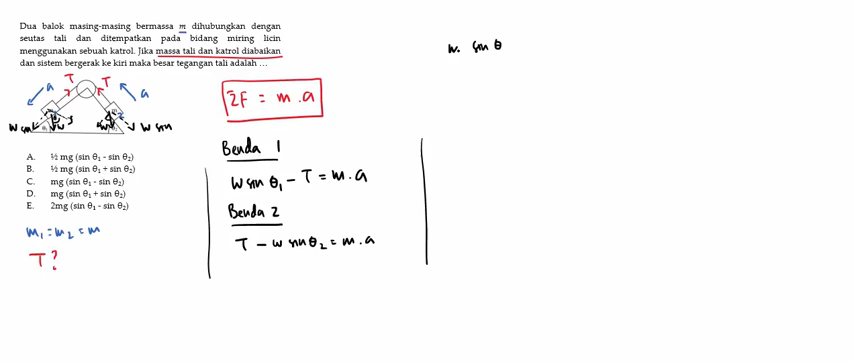 Dua balok masing-masing bermassa m dihubungkan dengan
seutas tali dan ditempatkan pada bidang miring licin
menggunakan sebuah katrol. Jika massa tali dan katrol diabaikan
dan sistem bergerak ke kiri maka besar tegangan tali adalah ...
w. sin θ
T T
a a
W sin W W W sin
ΣF = m . a
Benda 1
W sin θ₁ - T = m . a
Benda 2
T - w sin θ₂ = m . a
A. ½ mg (sin θ₁ - sin θ₂)
B. ½ mg (sin θ₁ + sin θ₂)
C. mg (sin θ₁ - sin θ₂)
D. mg (sin θ₁ + sin θ₂)
E. 2mg (sin θ₁ - sin θ₂)
m₁ = m₂ = m
T ?